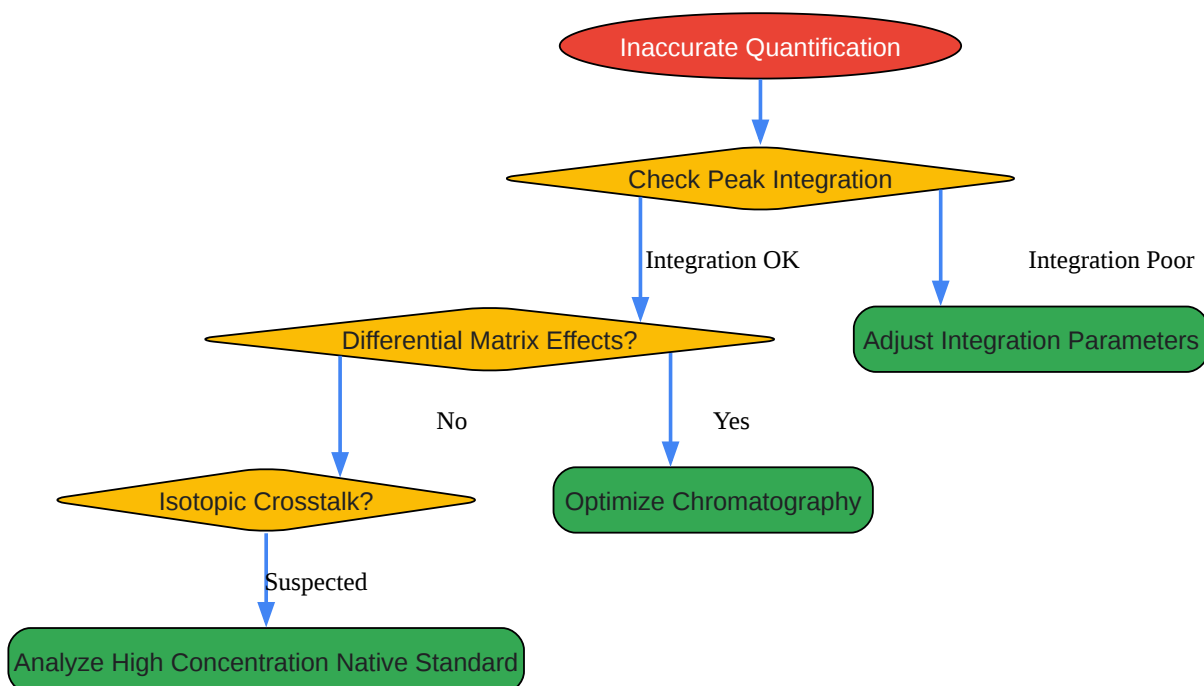 Inaccurate Quantification
Check Peak Integration
Integration OK
Integration Poor
Differential Matrix Effects?
Adjust Integration Parameters
No
Yes
Isotopic Crosstalk?
Optimize Chromatography
Suspected
Analyze High Concentration Native Standard